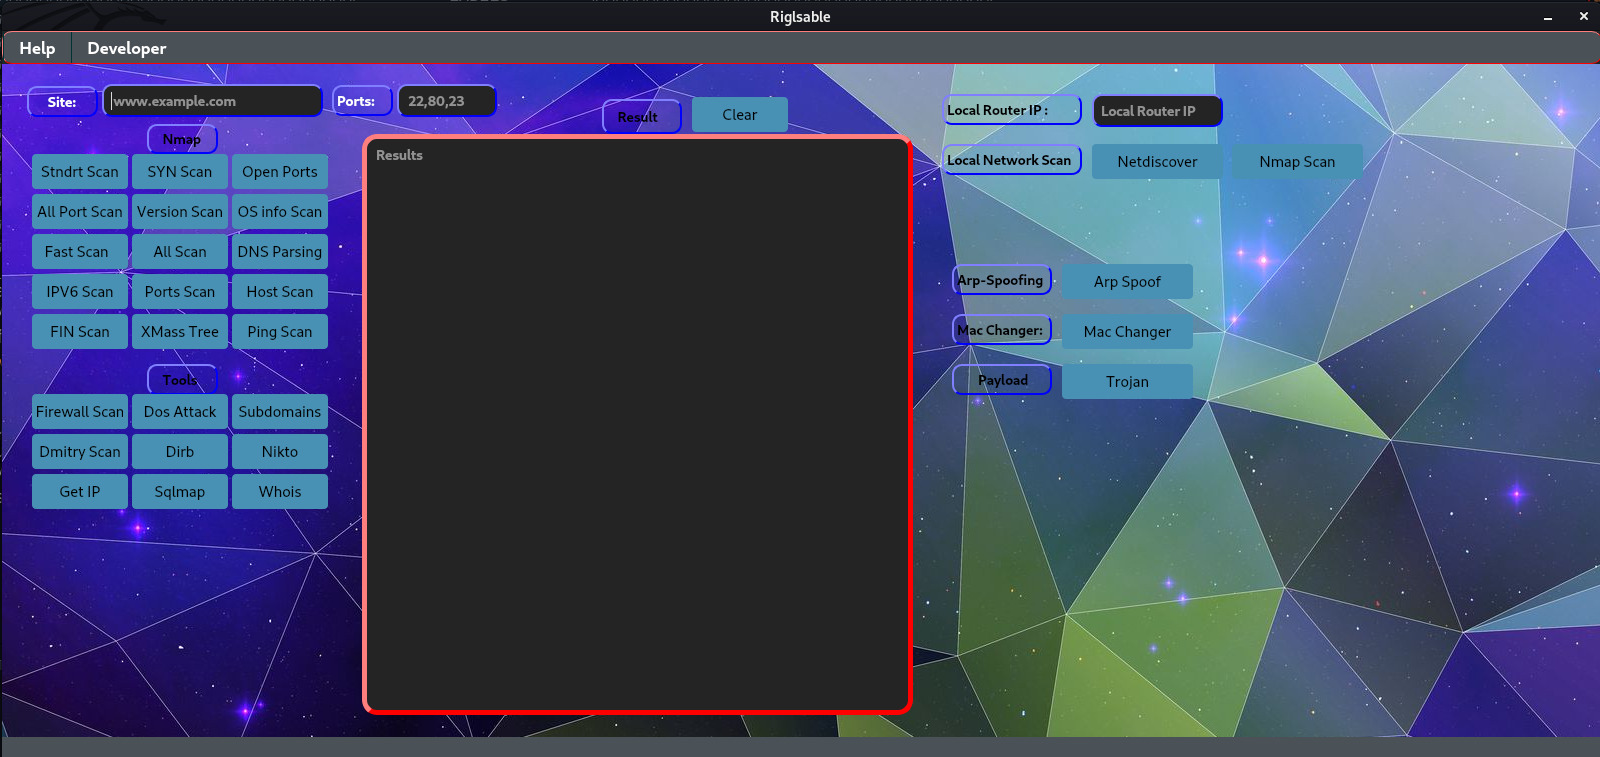 Riglsable
Help Developer
Site: www.example.com Ports: 22,80,23
Result Clear
Local Router IP : Local Router IP
Nmap
Results
Local Network Scan Netdiscover Nmap Scan
Stndrt Scan SYN Scan Open Ports
All Port Scan Version Scan OS info Scan
Fast Scan All Scan DNS Parsing
IPV6 Scan Ports Scan Host Scan
FIN Scan XMass Tree Ping Scan
Arp-Spoofing Arp Spoof
Mac Changer: Mac Changer
Payload Trojan
Tools
Firewall Scan Dos Attack Subdomains
Dmitry Scan Dirb Nikto
Get IP Sqlmap Whois